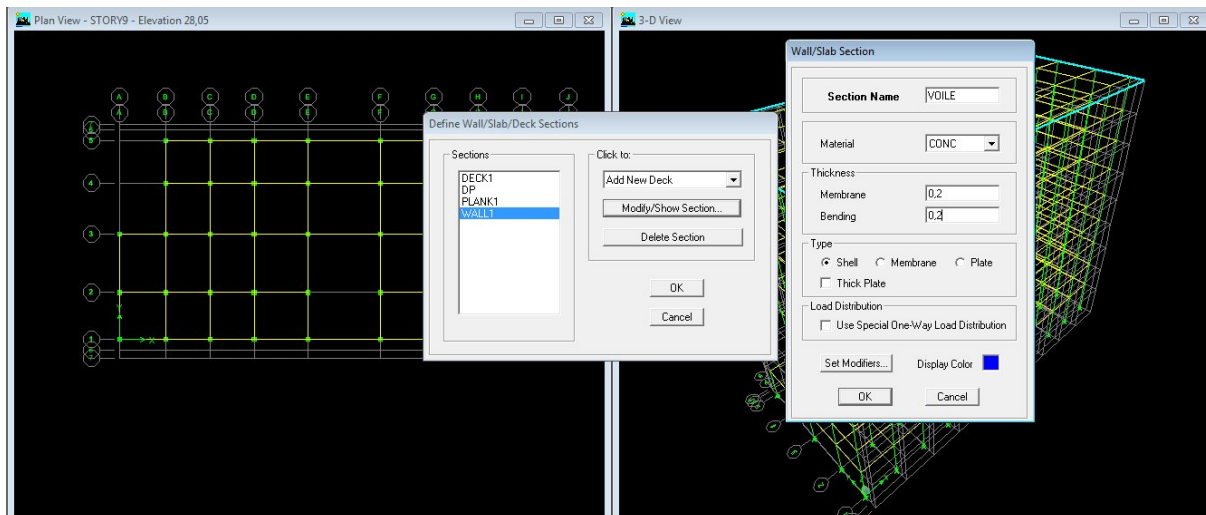 Plan View - STORY9 - Elevation 28,05
A B C D E F G H I J
A B C D E F
5
4
3
2
1
Y
X
Define Wall/Slab/Deck Sections
Sections
DECK1
DP
PLANK1
WALL1
Click to:
Add New Deck
Modify/Show Section...
Delete Section
OK
Cancel
3-D View
Wall/Slab Section
Section Name VOILE
Material CONC
Thickness
Membrane 0,2
Bending 0,2
Type
Shell Membrane Plate
Thick Plate
Load Distribution
Use Special One-Way Load Distribution
Set Modifiers... Display Color
OK Cancel